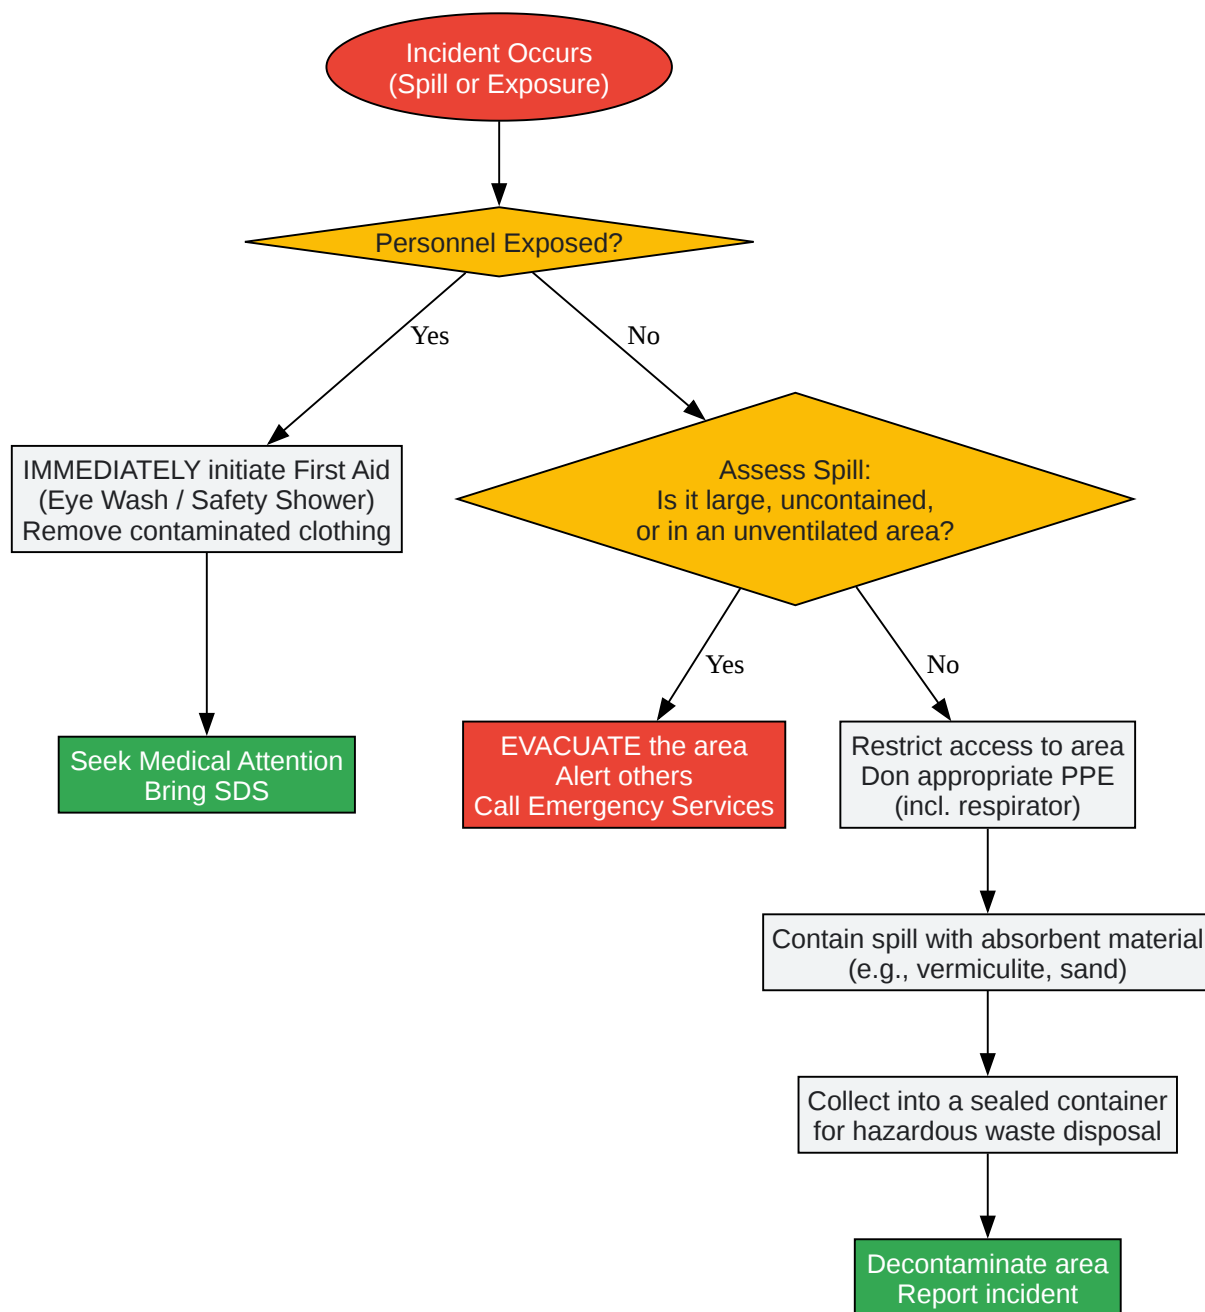 Incident Occurs
(Spill or Exposure)
Personnel Exposed?
Yes
No
IMMEDIATELY initiate First Aid
(Eye Wash / Safety Shower)
Remove contaminated clothing
Assess Spill:
Is it large, uncontained,
or in an unventilated area?
Yes
No
Seek Medical Attention
Bring SDS
EVACUATE the area
Alert others
Call Emergency Services
Restrict access to area
Don appropriate PPE
(incl. respirator)
Contain spill with absorbent material
(e.g., vermiculite, sand)
Collect into a sealed container
for hazardous waste disposal
Decontaminate area
Report incident